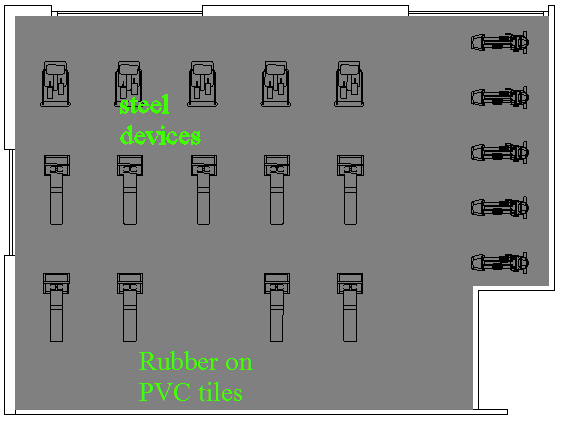 steel
devices
Rubber on
PVC tiles